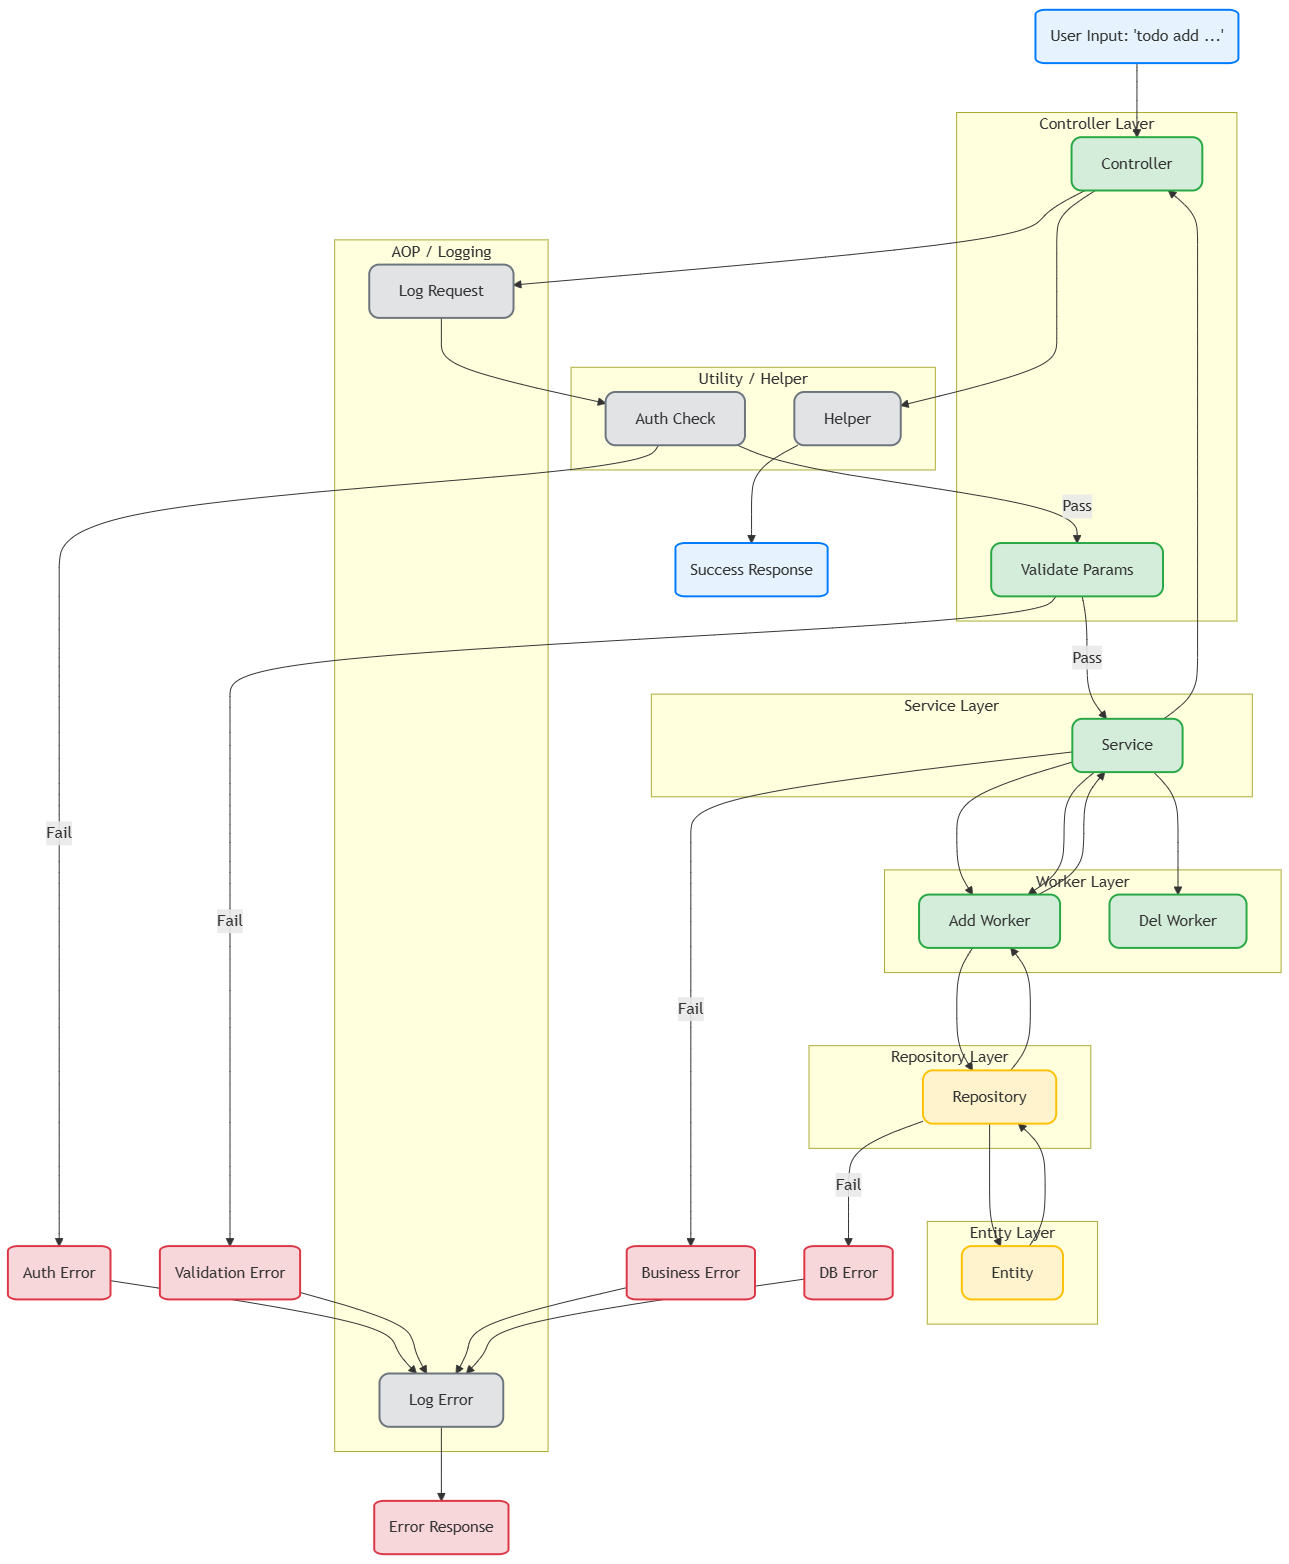 User Input: 'todo add ...'
Controller Layer
Controller
AOP / Logging
Log Request
Utility / Helper
Auth Check
Helper
Pass
Success Response
Validate Params
Pass
Service Layer
Service
Fail
Worker Layer
Fail
Add Worker
Del Worker
Fail
Repository Layer
Repository
Fail
Entity Layer
Auth Error
Validation Error
Business Error
DB Error
Entity
Log Error
Error Response